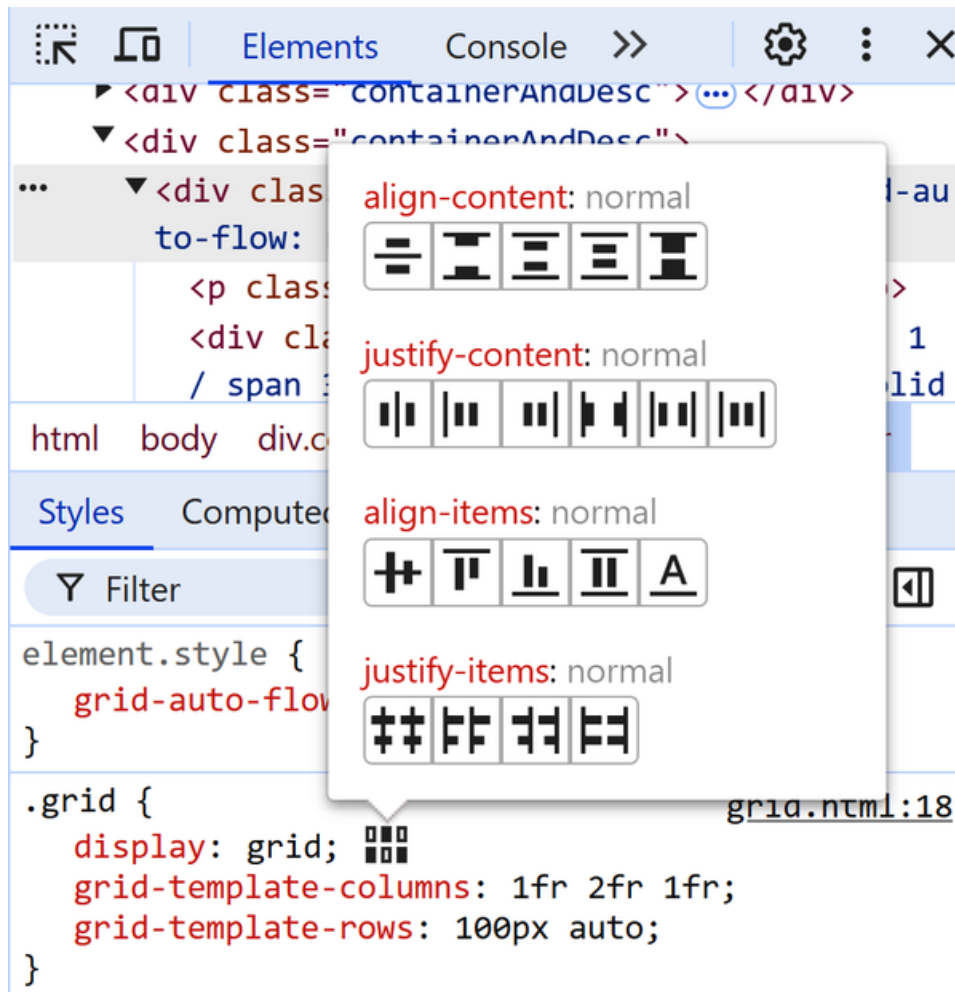 Elements Console
<div class="containerAndDesc"> </div>
<div class="containerAndDesc">
<div clas d-au
to-flow:
<p clas >
<div cla 1
/ span lid
html body div.c
Styles Computed
Filter
element.style {
grid-auto-flow
}
.grid {
grid.html:18
display: grid;
grid-template-columns: 1fr 2fr 1fr;
grid-template-rows: 100px auto;
}
align-content: normal
justify-content: normal
align-items: normal
A
justify-items: normal